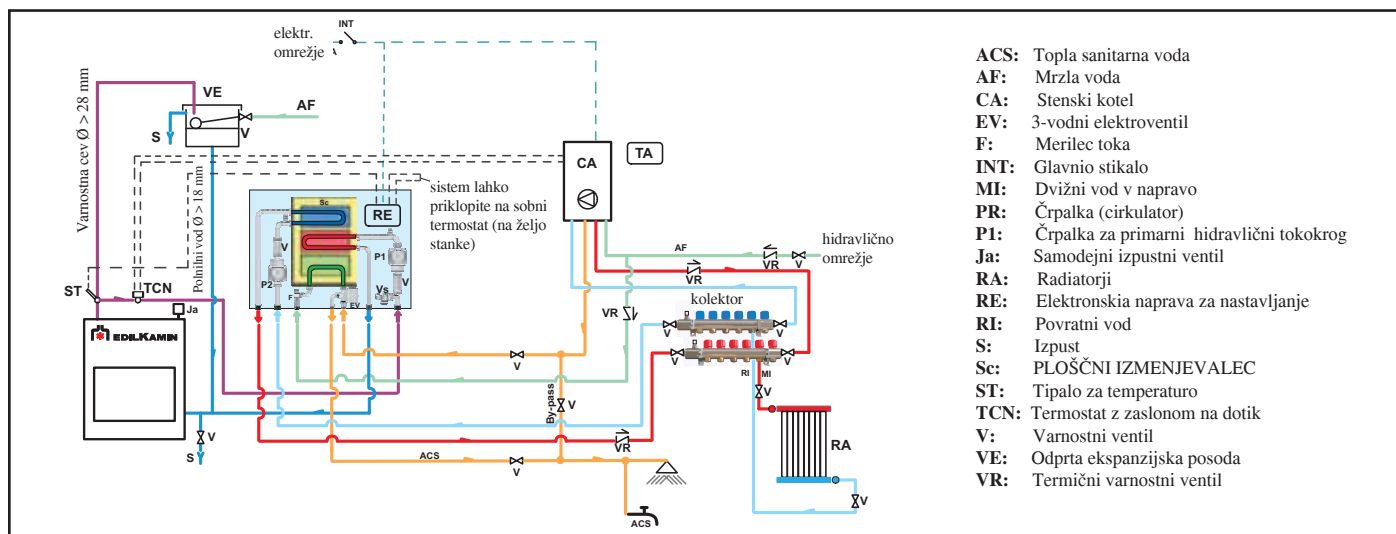 elektr.
omrežje
INT
Varnostna cev Ø > 28 mm
VE
AF
S
V
Polnilni vod Ø > 18 mm
CA
TA
sistem lahko
priklopite na sobni
termostat (na željo
stanke)
Sc
RE
V
P1
P2
V
F
EV
Vs
ST
TCN
Ja
EDILKAMIN
AF
VR
V
hidravlično
omrežje
VR
VR
kolektor
V
V
V
V
V
RI
MI
V
By-pass
V
VR
RA
V
S
ACS
V
V
ACS
ACS: Topla sanitarna voda
AF: Mrzla voda
CA: Stenski kotel
EV: 3-vodni elektroventil
F: Merilec toka
INT: Glavnio stikalo
MI: Dvižni vod v napravo
PR: Črpalka (cirkulator)
P1: Črpalka za primarni hidravlični tokokrog
Ja: Samodejni izpustni ventil
RA: Radiatorji
RE: Elektronska naprava za nastavljanje
RI: Povratni vod
S: Izpust
Sc: PLOŠČNI IZMENJEVALEC
ST: Tipalo za temperaturo
TCN: Termostat z zaslonom na dotik
V: Varnostni ventil
VE: Odprta ekspanzijska posoda
VR: Termični varnostni ventil